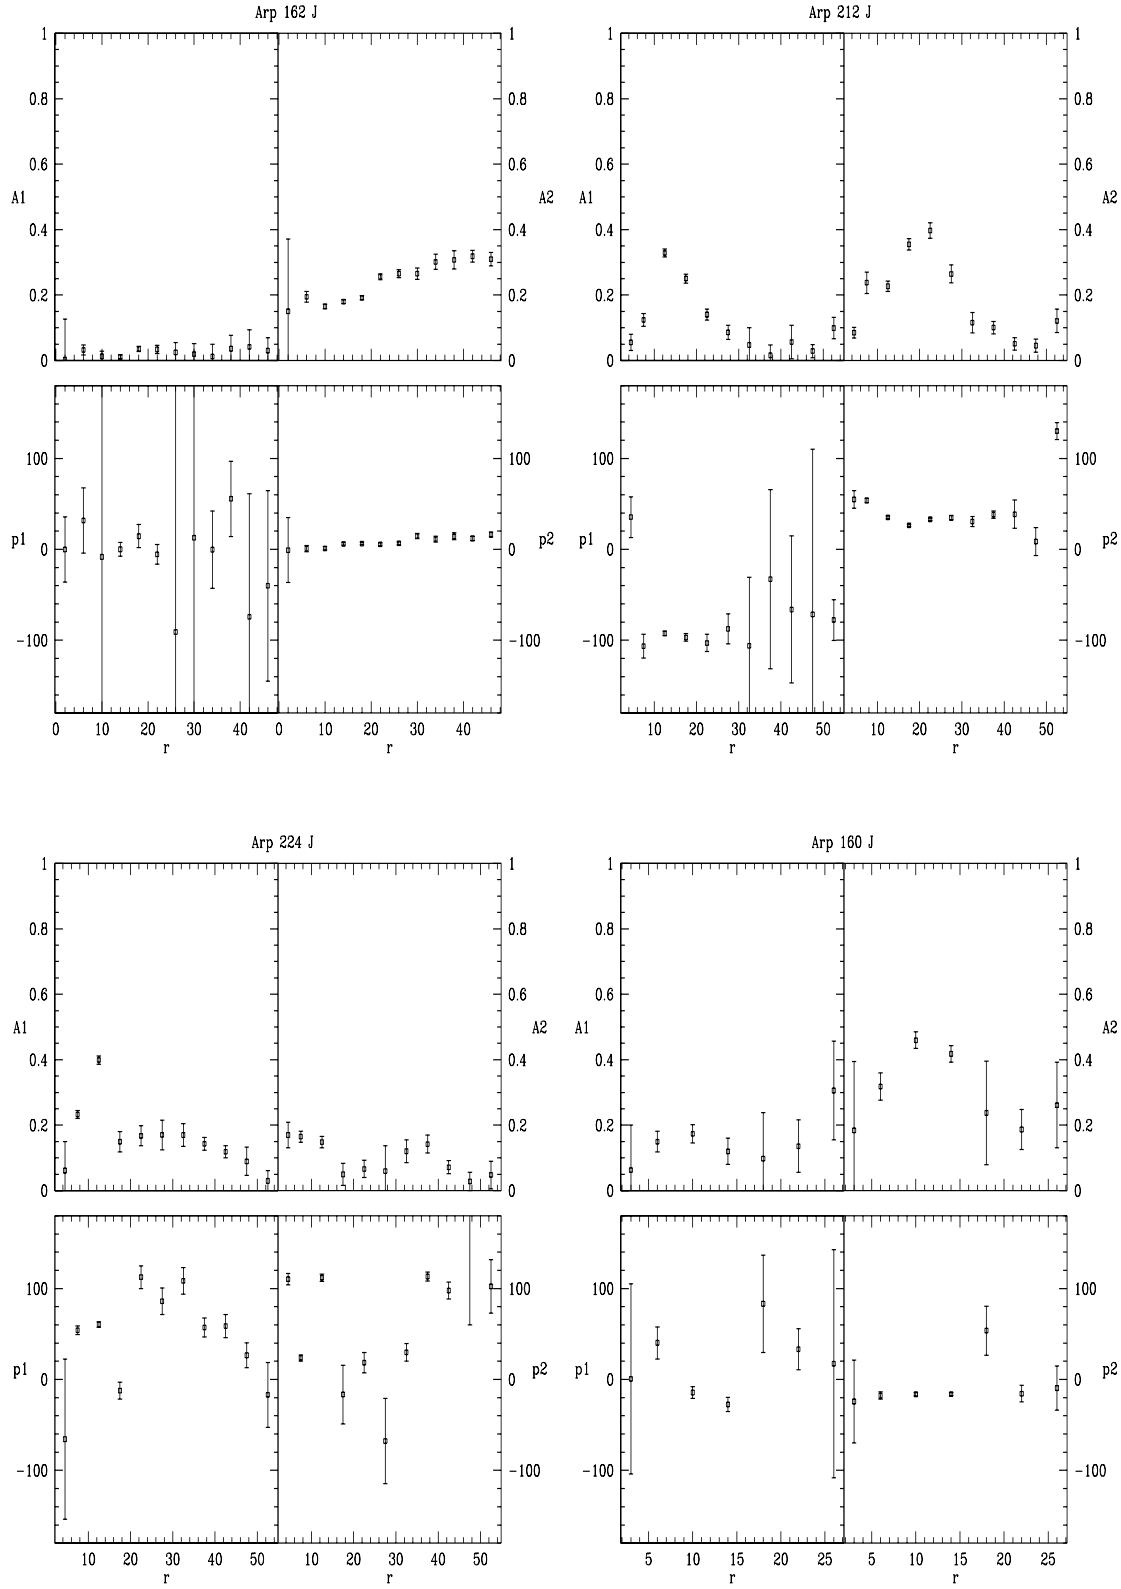 Arp 162 J
Arp 212 J
1 1 1 1
0.8 0.8 0.8 0.8
0.6 0.6 0.6 0.6
A1 A2 A1 A2
0.4 0.4 0.4 0.4
0.2 0.2 0.2 0.2
0 0 0 0
100 100 100 100
p1 0 0 p2 p1 0 0 p2
−100 −100 −100 −100
0 10 20 30 40 0 10 20 30 40 10 20 30 40 50 10 20 30 40 50
r r r r
Arp 224 J
Arp 160 J
1 1 1 1
0.8 0.8 0.8 0.8
0.6 0.6 0.6 0.6
A1 A2 A1 A2
0.4 0.4 0.4 0.4
0.2 0.2 0.2 0.2
0 0 0 0
100 100 100 100
p1 0 0 p2 p1 0 0 p2
−100 −100 −100 −100
10 20 30 40 50 10 20 30 40 50 5 10 15 20 25 5 10 15 20 25
r r r r